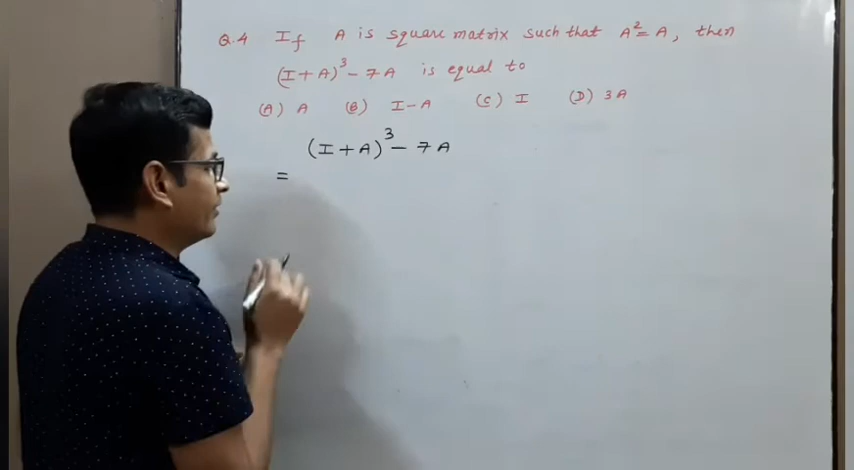 Q.4 If A is square matrix such that A² = A, then
(I + A)³ - 7A is equal to
(A) A (B) I - A (C) I (D) 3A
(I + A)³ - 7A
=